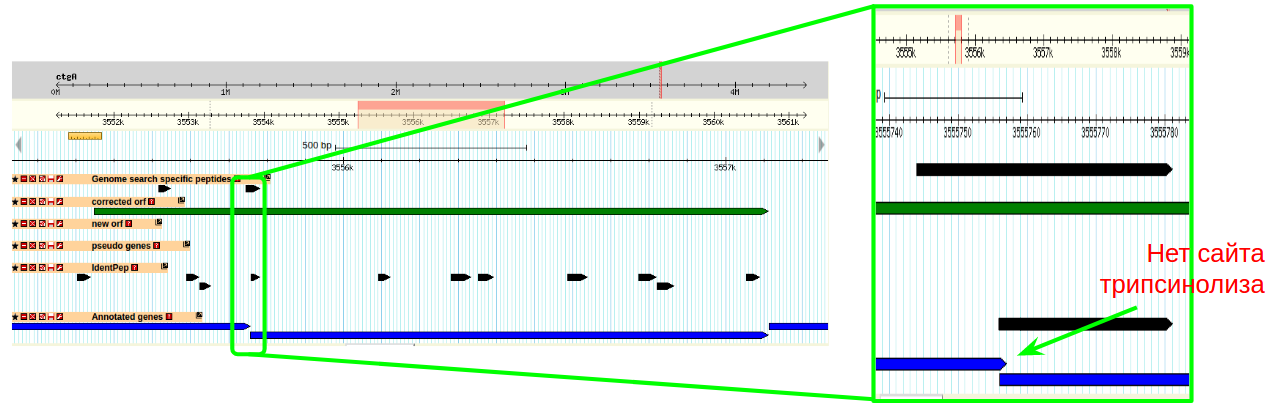 ctgA
0M 1M 2M 4M
3552k 3553k 3554k 3555k 3556k 3557k 3558k 3559k 3560k 3561k
500 bp
3556k 3557k
Genome search specific peptides
corrected orf
new orf
pseudo genes
IdentPep
Annotated genes
3555k 3556k 3557k 3558k 3559k
3555740 3555750 3555760 3555770 3555780
Нет сайта
трипсинолиза